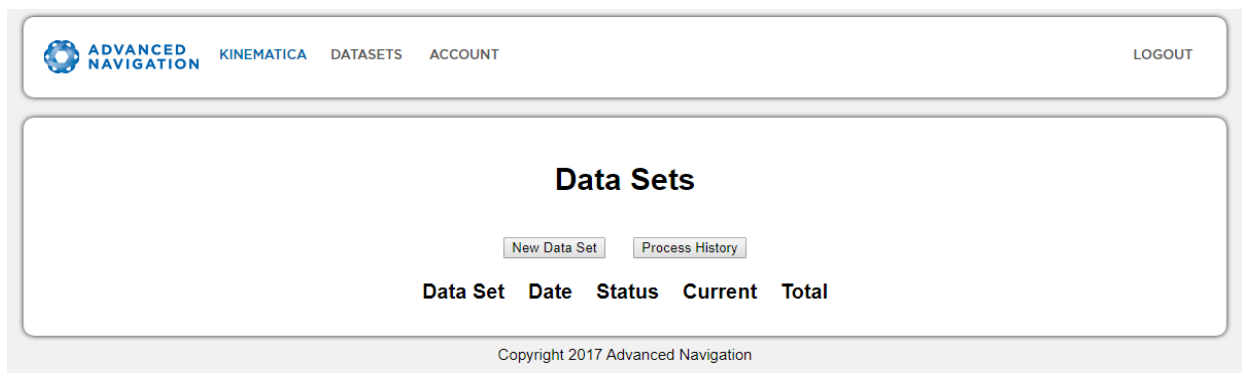 ADVANCED
NAVIGATION
KINEMATICA DATASETS ACCOUNT LOGOUT
Data Sets
New Data Set Process History
Data Set Date Status Current Total
Copyright 2017 Advanced Navigation